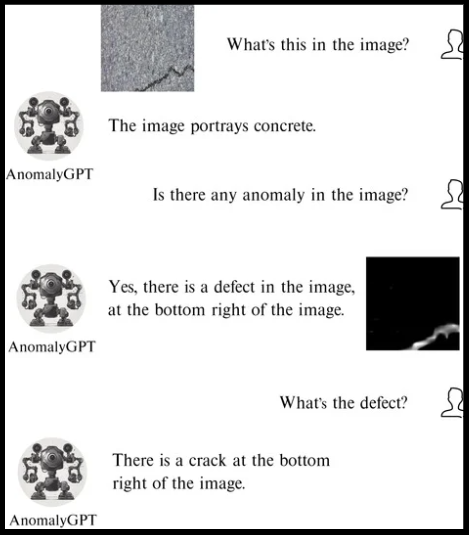 What's this in the image?
The image portrays concrete.
AnomalyGPT
Is there any anomaly in the image?
Yes, there is a defect in the image,
at the bottom right of the image.
AnomalyGPT
What's the defect?
There is a crack at the bottom
right of the image.
AnomalyGPT